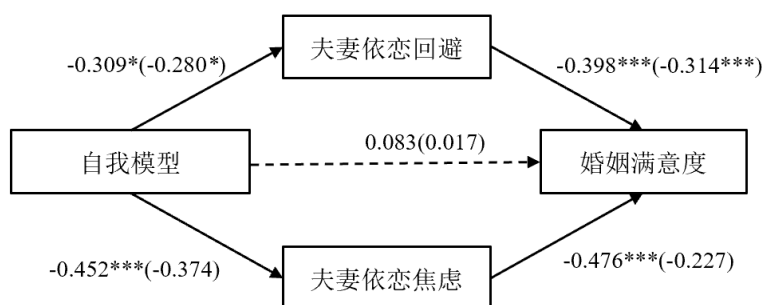 夫妻依恋回避
-0.309*(-0.280*)
-0.398***(-0.314***)
0.083(0.017)
自我模型
婚姻满意度
-0.452***(-0.374)
-0.476***(-0.227)
夫妻依恋焦虑